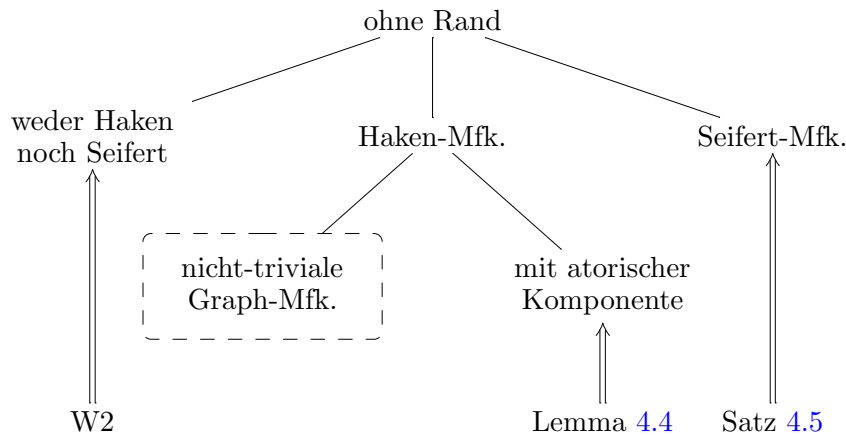 ohne Rand
weder Haken
noch Seifert
Haken-Mfk.
Seifert-Mfk.
nicht-triviale
Graph-Mfk.
mit atorischer
Komponente
W2
Lemma 4.4
Satz 4.5